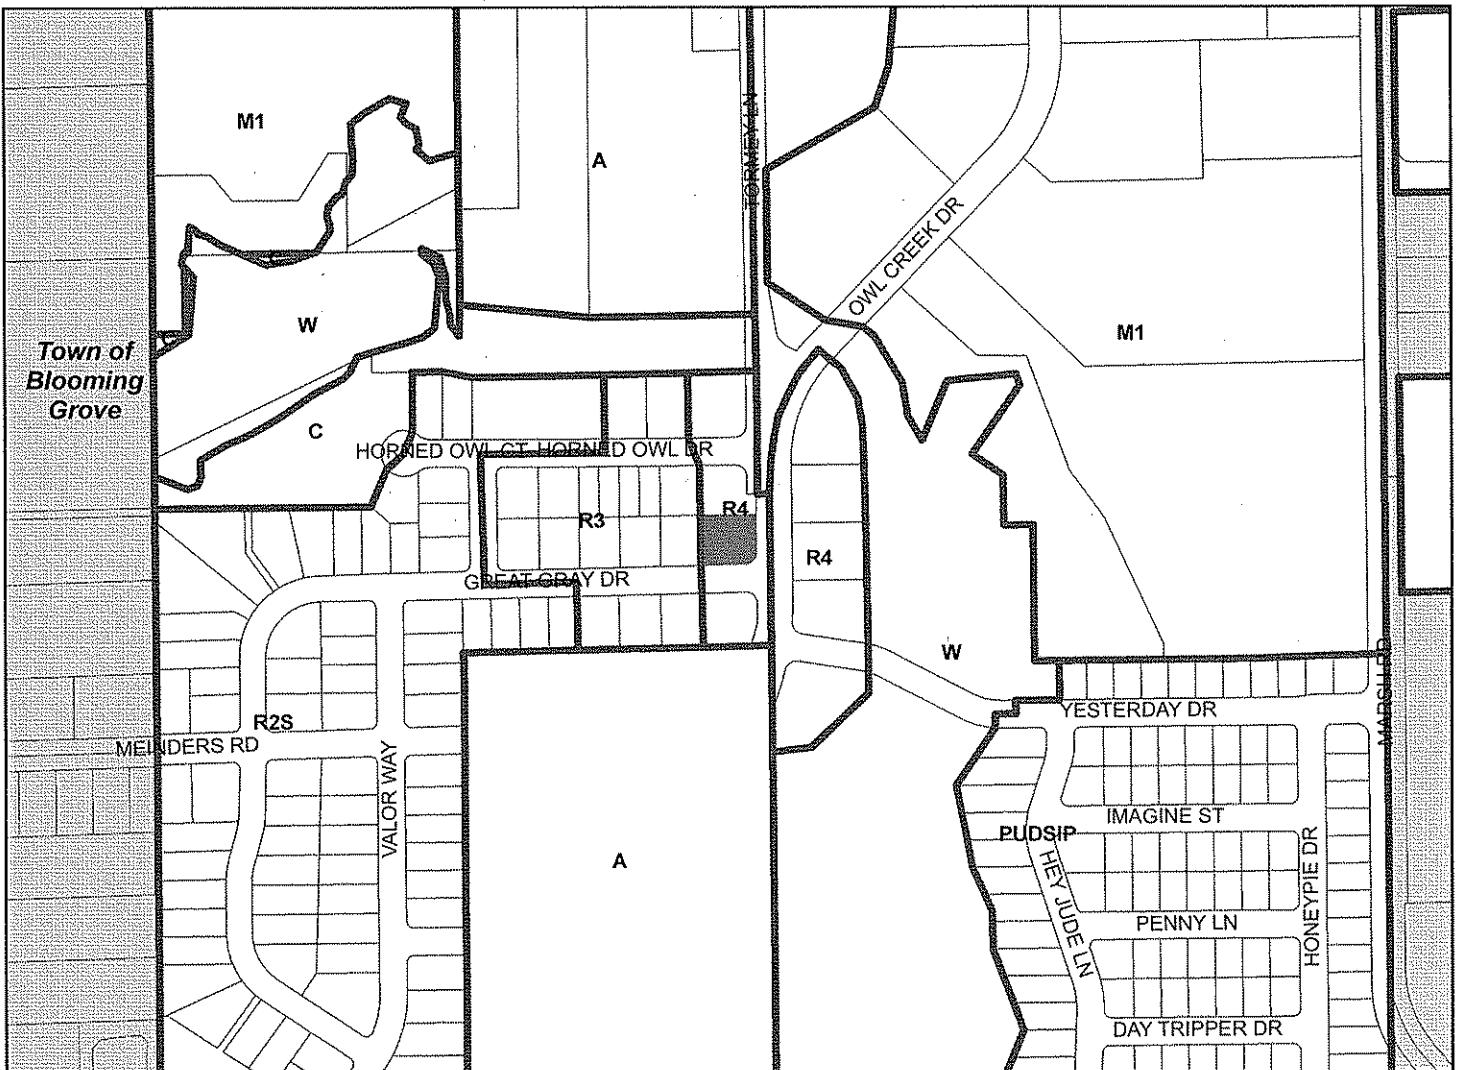 M1
A
TORMEY LN
OWL CREEK DR
C
W
M1
C
Town of
Blooming
Grove
C
HORNED OWL CT
HORNED OWL DR
R3
R4
R4
GREAT GRAY DR
W
R2S
MEINDERS RD
VALOR WAY
A
YESTERDAY DR
MARSH RD
IMAGINE ST
PUDSIP
HEY JUDE LN
HONEYPIE DR
PENNY LN
DAY TRIPPER DR